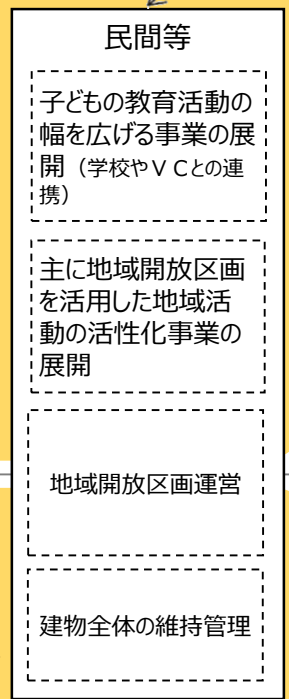 民間等
子どもの教育活動の
幅を広げる事業の展
開（学校やＶＣとの連
携）
主に地域開放区画
を活用した地域活
動の活性化事業の
展開
地域開放区画運営
建物全体の維持管理